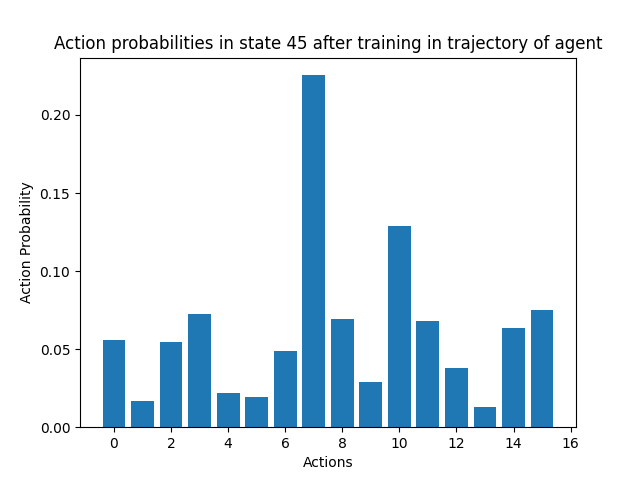 Action probabilities in state 45 after training in trajectory of agent
Action Probability
0.20
0.15
0.10
0.05
0.00
0 2 4 6 8 10 12 14 16
Actions